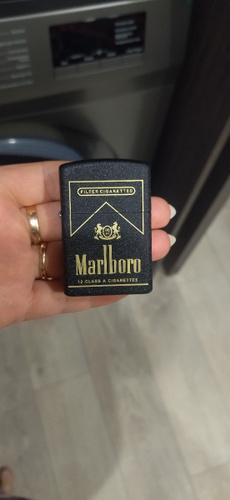 FILTER CIGARETTES
Marlboro
12 CLASS A CIGARETTES